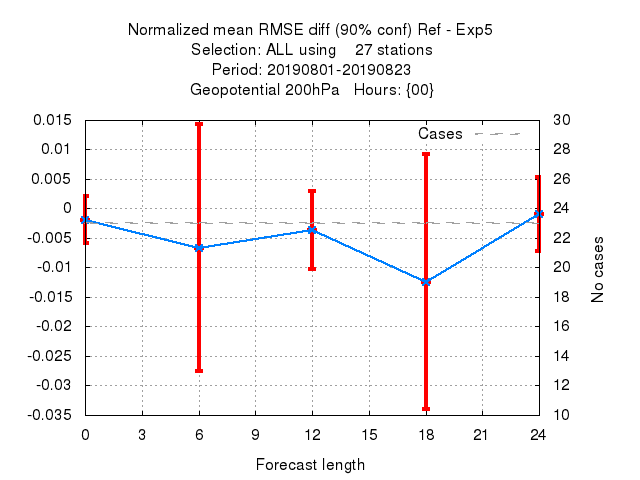 Normalized mean RMSE diff (90% conf) Ref - Exp5
Selection: ALL using    27 stations
Period: 20190801-20190823
Geopotential 200hPa   Hours: {00}
Cases
0.015
0.01
0.005
0
-0.005
-0.01
-0.015
-0.02
-0.025
-0.03
-0.035
30
28
26
24
22
20
18
16
14
12
10
No cases
0 3 6 9 12 15 18 21 24
Forecast length